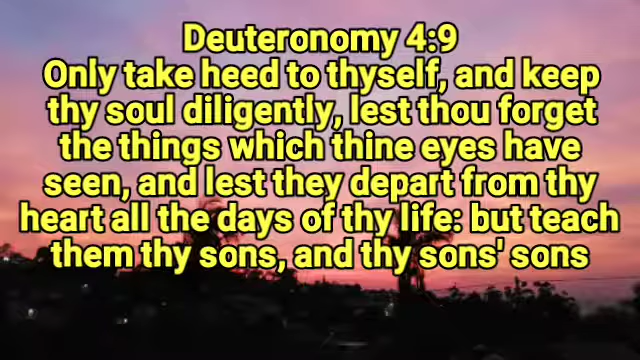 Deuteronomy 4:9
Only take heed to thyself, and keep
thy soul diligently, lest thou forget
the things which thine eyes have
seen, and lest they depart from thy
heart all the days of thy life: but teach
them thy sons, and thy sons' sons